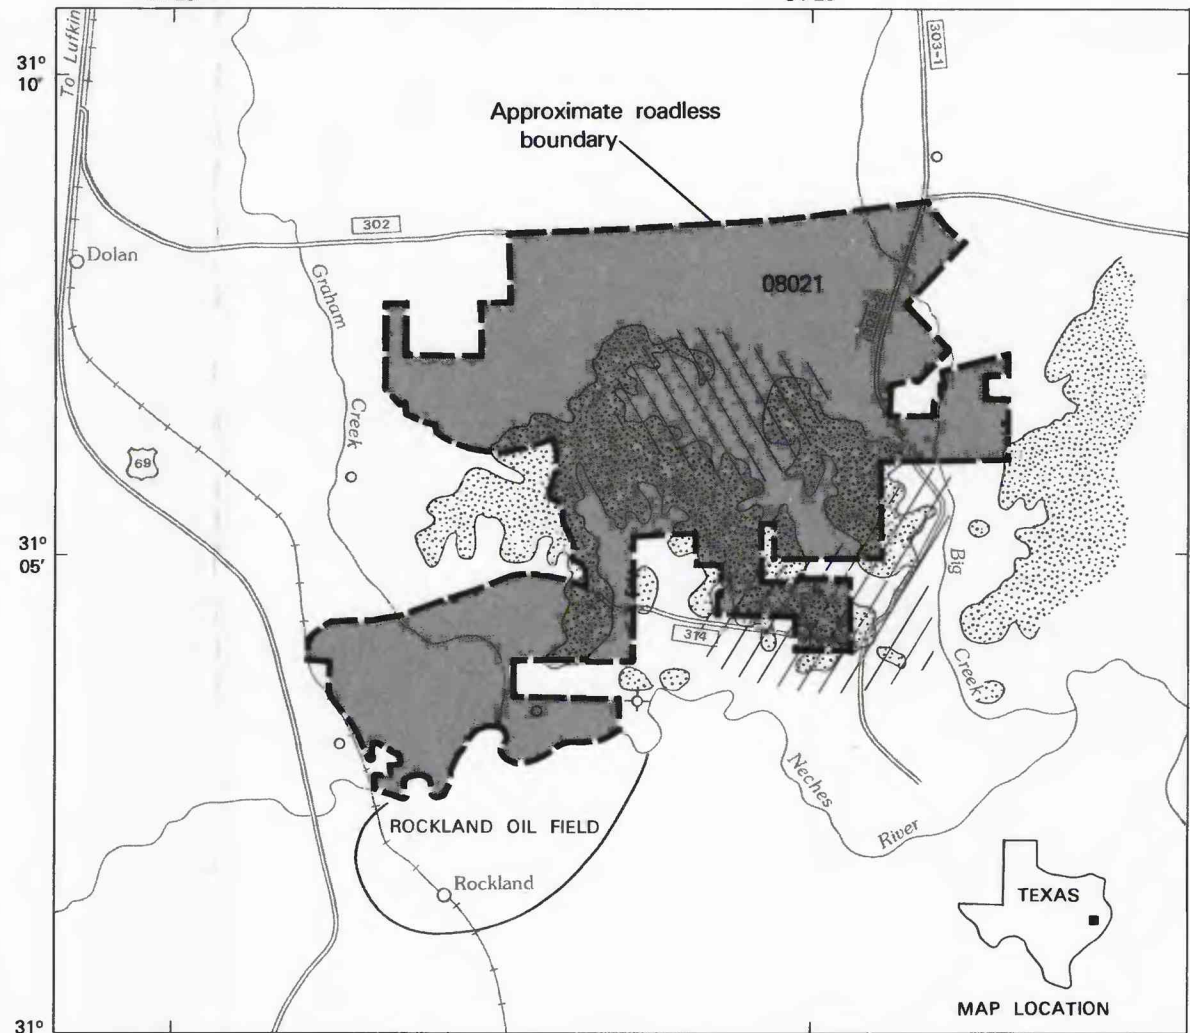 To Lufkin
303-1
31°
10'
Approximate roadless
boundary
302
Dolan
08021
Graham
Creek
69
31°
05'
Big
Creek
314
Neches
River
ROCKLAND OIL FIELD
Rockland
TEXAS
MAP LOCATION
31°